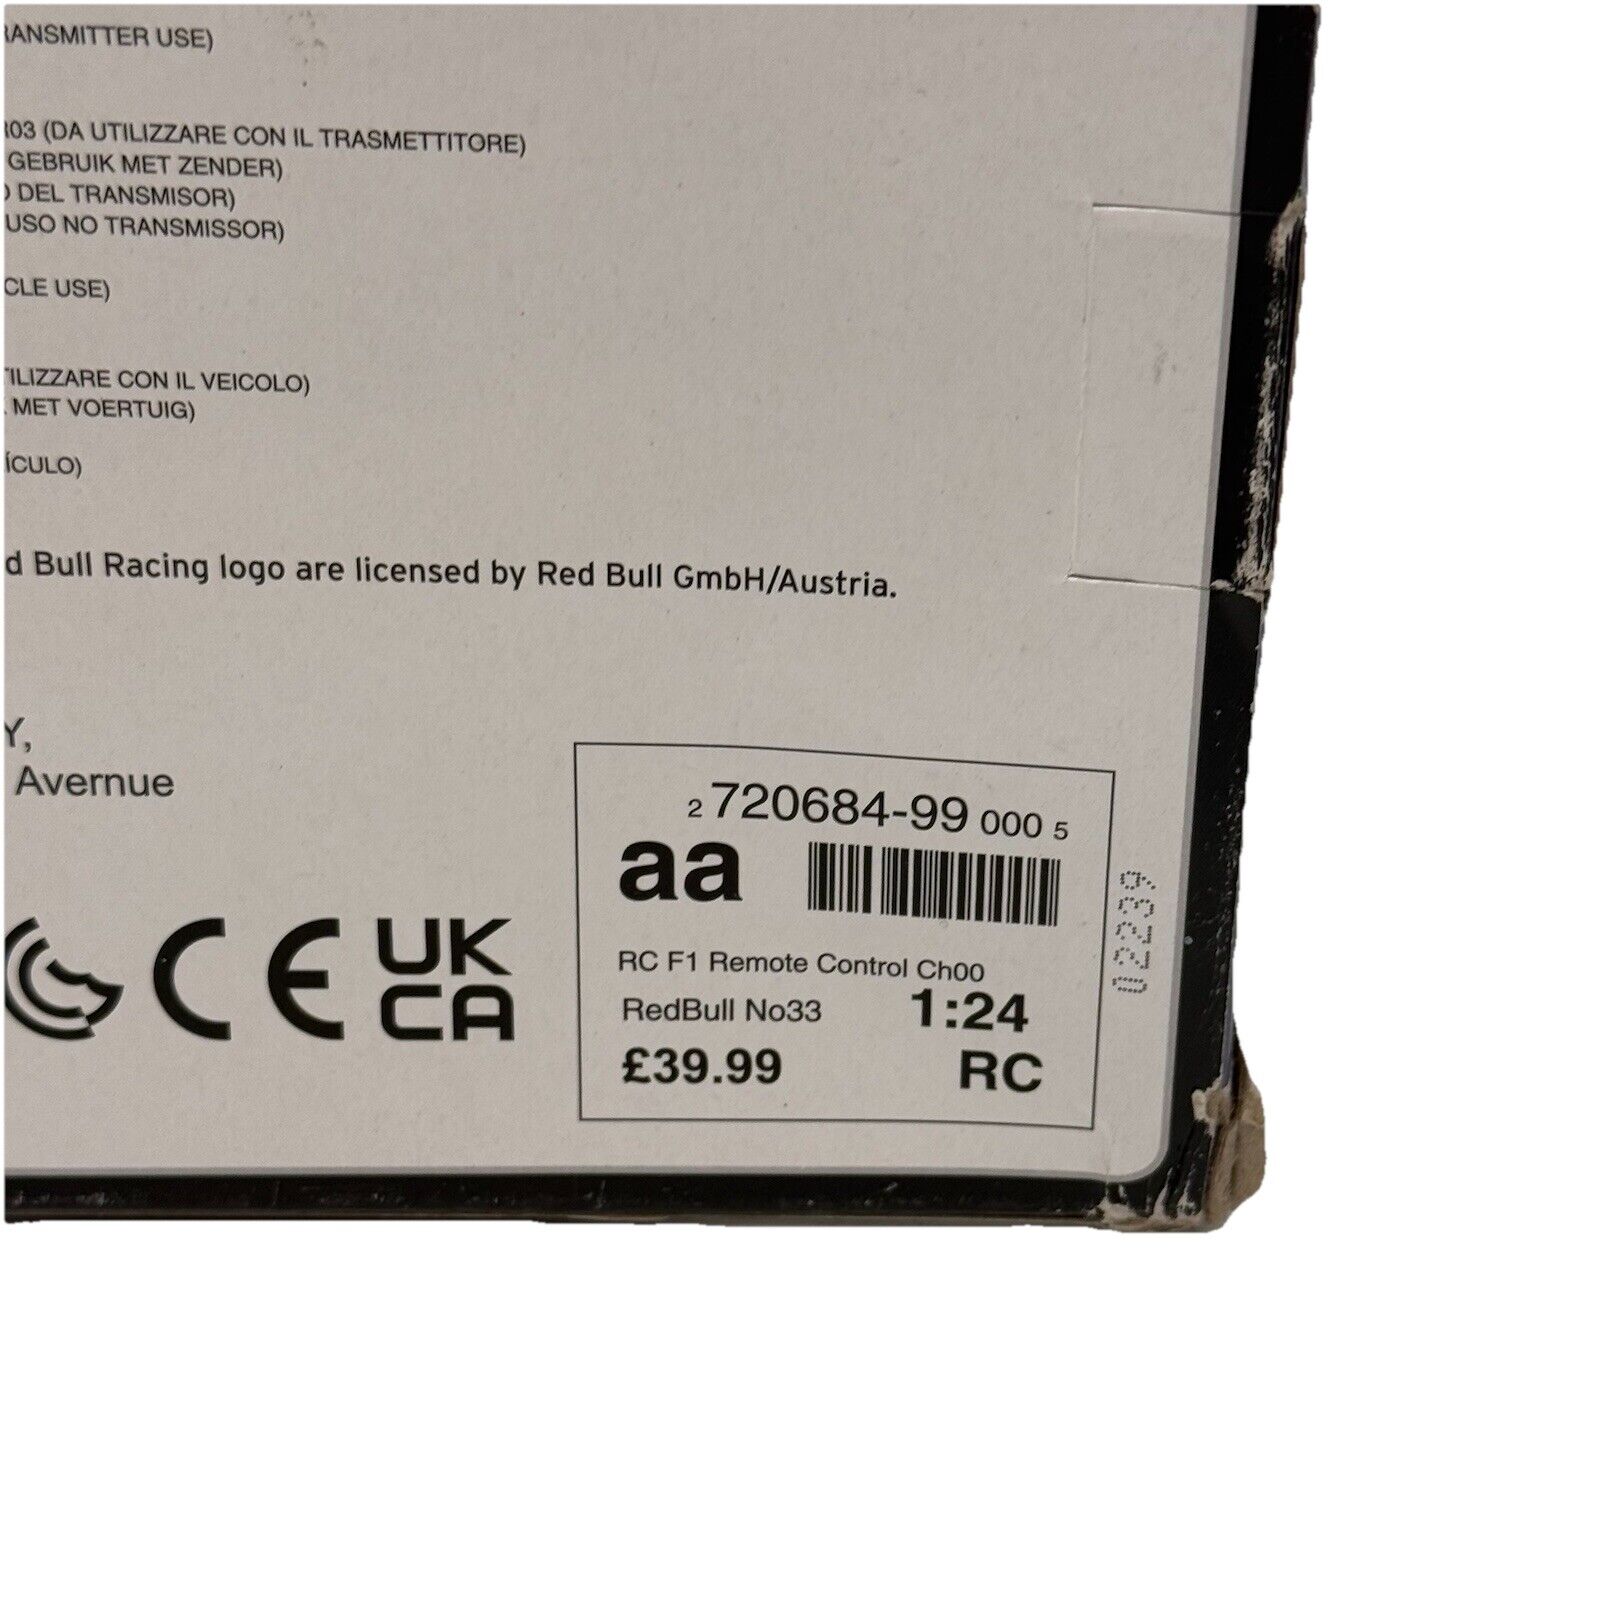 RANSMITTER USE)
R03 (DA UTILIZZARE CON IL TRASMETTITORE)
GEBRUIK MET ZENDER)
O DEL TRANSMISOR)
USO NO TRANSMISSOR)
CLE USE)
TILIZZARE CON IL VEICOLO)
MET VOERTUIG)
ÍCULO)
d Bull Racing logo are licensed by Red Bull GmbH/Austria.
Y,
Avernue
CE
UK
CA
2 720684-99 000 5
aa
RC F1 Remote Control Ch00
RedBull No33 1:24
£39.99 RC
02239